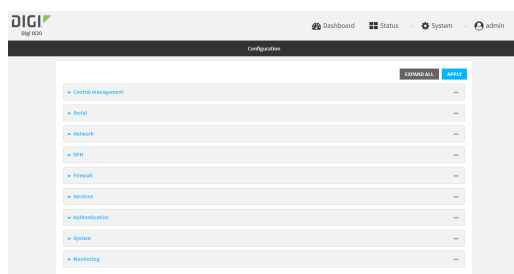 DIGI
Digi IX20
Dashboard
Status
System
admin
Configuration
EXPAND ALL
APPLY
Central management
Serial
Network
VPN
Firewall
Services
Authentication
System
Monitoring